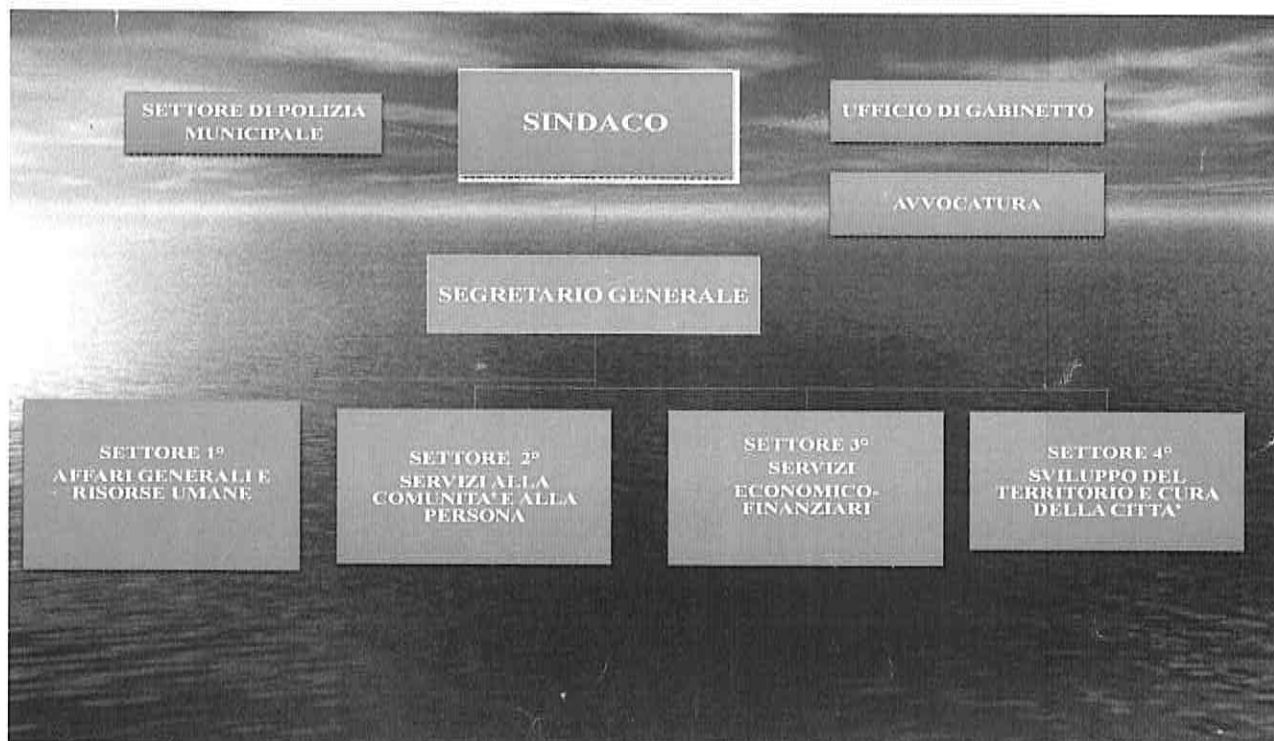 SETTORE DI POLIZIA
MUNICIPALE
SINDACO
UFFICIO DI GABINETTO
AVVOCATURA
SEGRETARIO GENERALE
SETTORE 1°
AFFARI GENERALI E
RISORSE UMANE
SETTORE 2°
SERVIZI ALLA
COMUNITA' E ALLA
PERSONA
SETTORE 3°
SERVIZI
ECONOMICO-
FINANZIARI
SETTORE 4°
SVILUPPO DEL
TERRITORIO E CURA
DELLA CITTA'